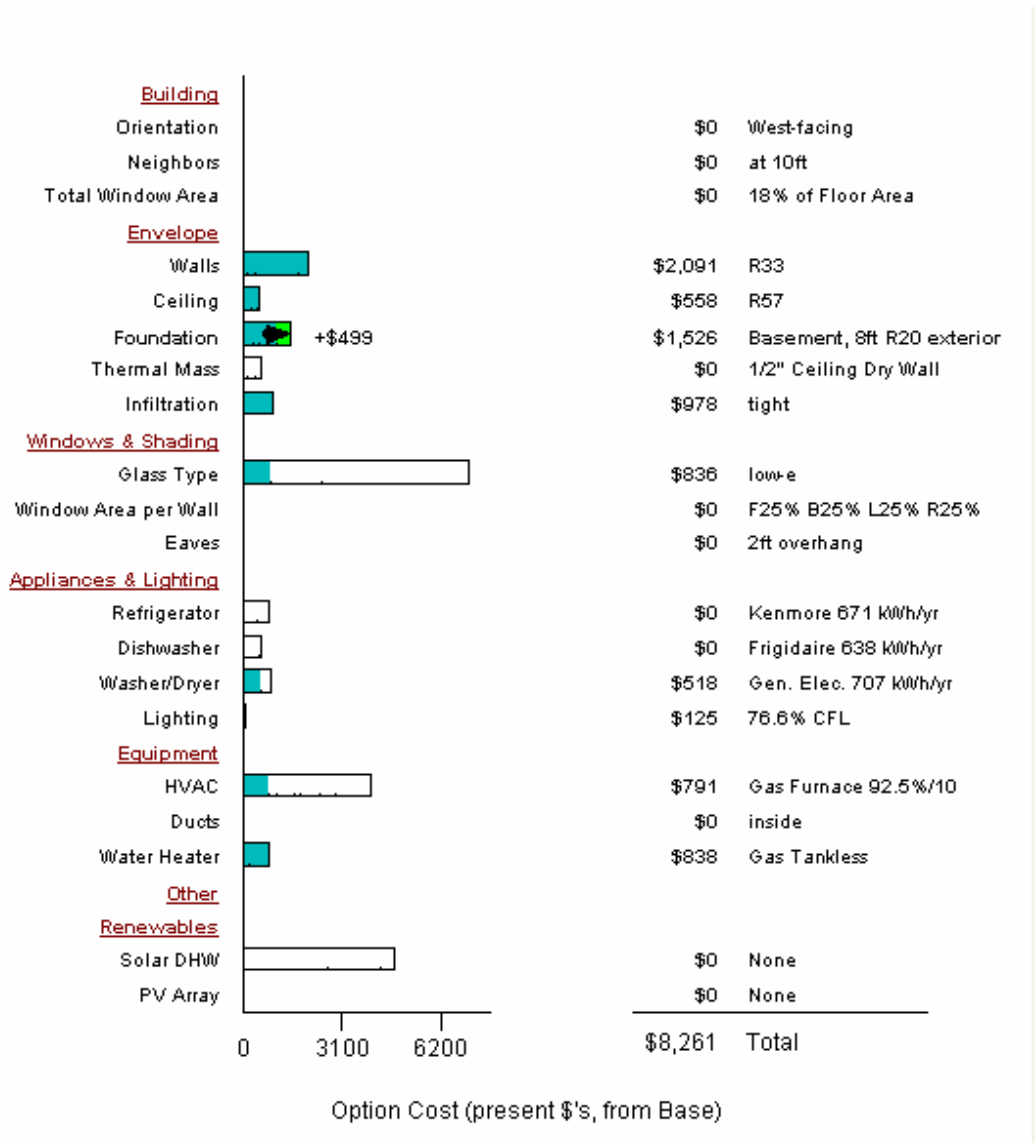 Building
Orientation $0 West-facing
Neighbors $0 at 10ft
Total Window Area $0 18% of Floor Area
Envelope
Walls $2,091 R33
Ceiling $558 R57
Foundation +$499 $1,526 Basement, 8ft R20 exterior
Thermal Mass $0 1/2" Ceiling Dry Wall
Infiltration $978 tight
Windows & Shading
Glass Type $836 low-e
Window Area per Wall $0 F25% B25% L25% R25%
Eaves $0 2ft overhang
Appliances & Lighting
Refrigerator $0 Kenmore 671 kWh/yr
Dishwasher $0 Frigidaire 638 kWh/yr
Washer/Dryer $518 Gen. Elec. 707 kWh/yr
Lighting $125 76.6% CFL
Equipment
HVAC $791 Gas Furnace 92.5%/10
Ducts $0 inside
Water Heater $838 Gas Tankless
Other
Renewables
Solar DHW $0 None
PV Array $0 None
0 3100 6200 $8,261 Total
Option Cost (present $'s, from Base)